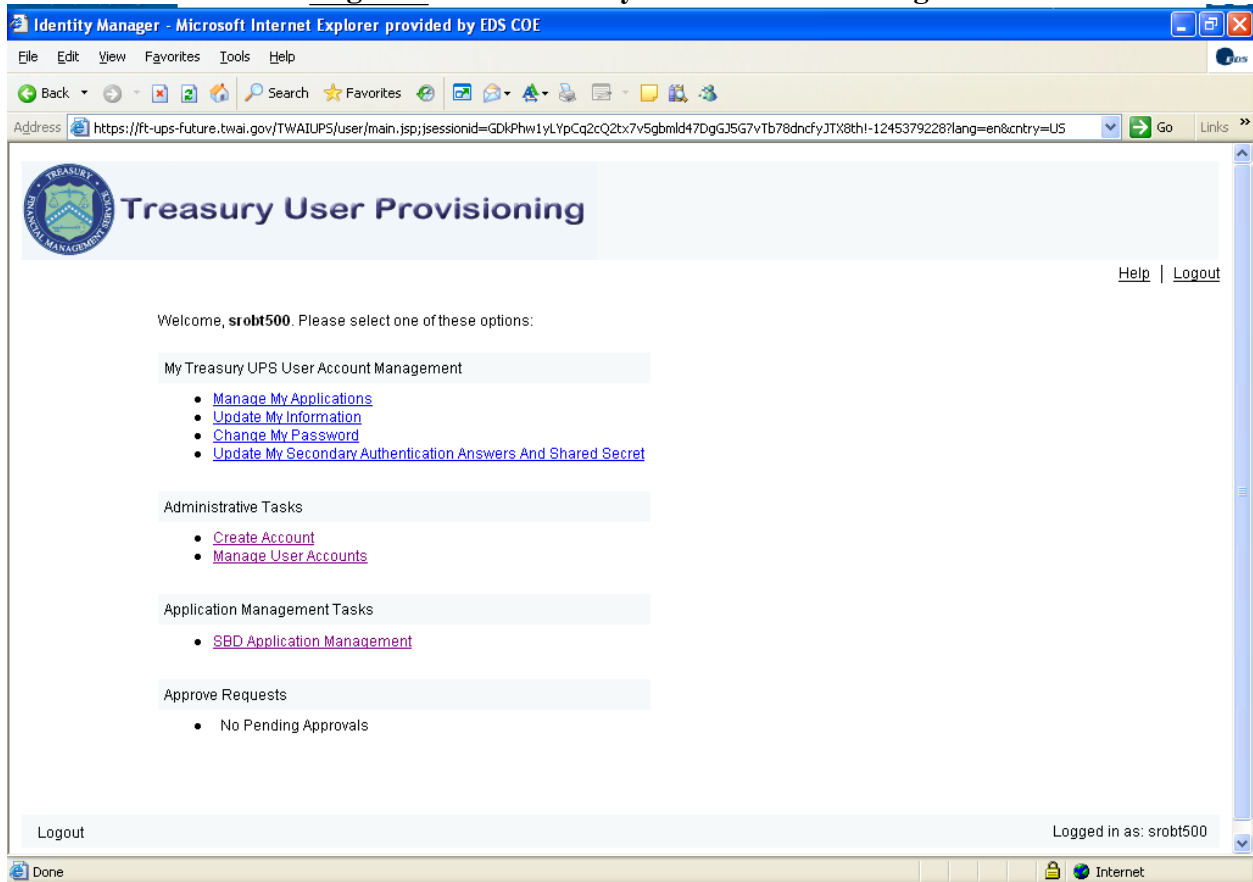 Identity Manager - Microsoft Internet Explorer provided by EDS COE
File Edit View Favorites Tools Help
EDS
Back Search Favorites
Address https://ft-ups-future.twai.gov/TWAIUPS/user/main.jsp;jsessionid=GDkPhw1yLYpCq2cQ2tx7v5gbmld47DgGJ5G7vTb78dncfyJTX8th!-1245379228?lang=en&cntry=US Go Links »
TREASURY
FINANCIAL MANAGEMENT SERVICE
Treasury User Provisioning
Help | Logout
Welcome, srobt500. Please select one of these options:
My Treasury UPS User Account Management
• Manage My Applications
• Update My Information
• Change My Password
• Update My Secondary Authentication Answers And Shared Secret
Administrative Tasks
• Create Account
• Manage User Accounts
Application Management Tasks
• SBD Application Management
Approve Requests
• No Pending Approvals
Logout Logged in as: srobt500
Done Internet